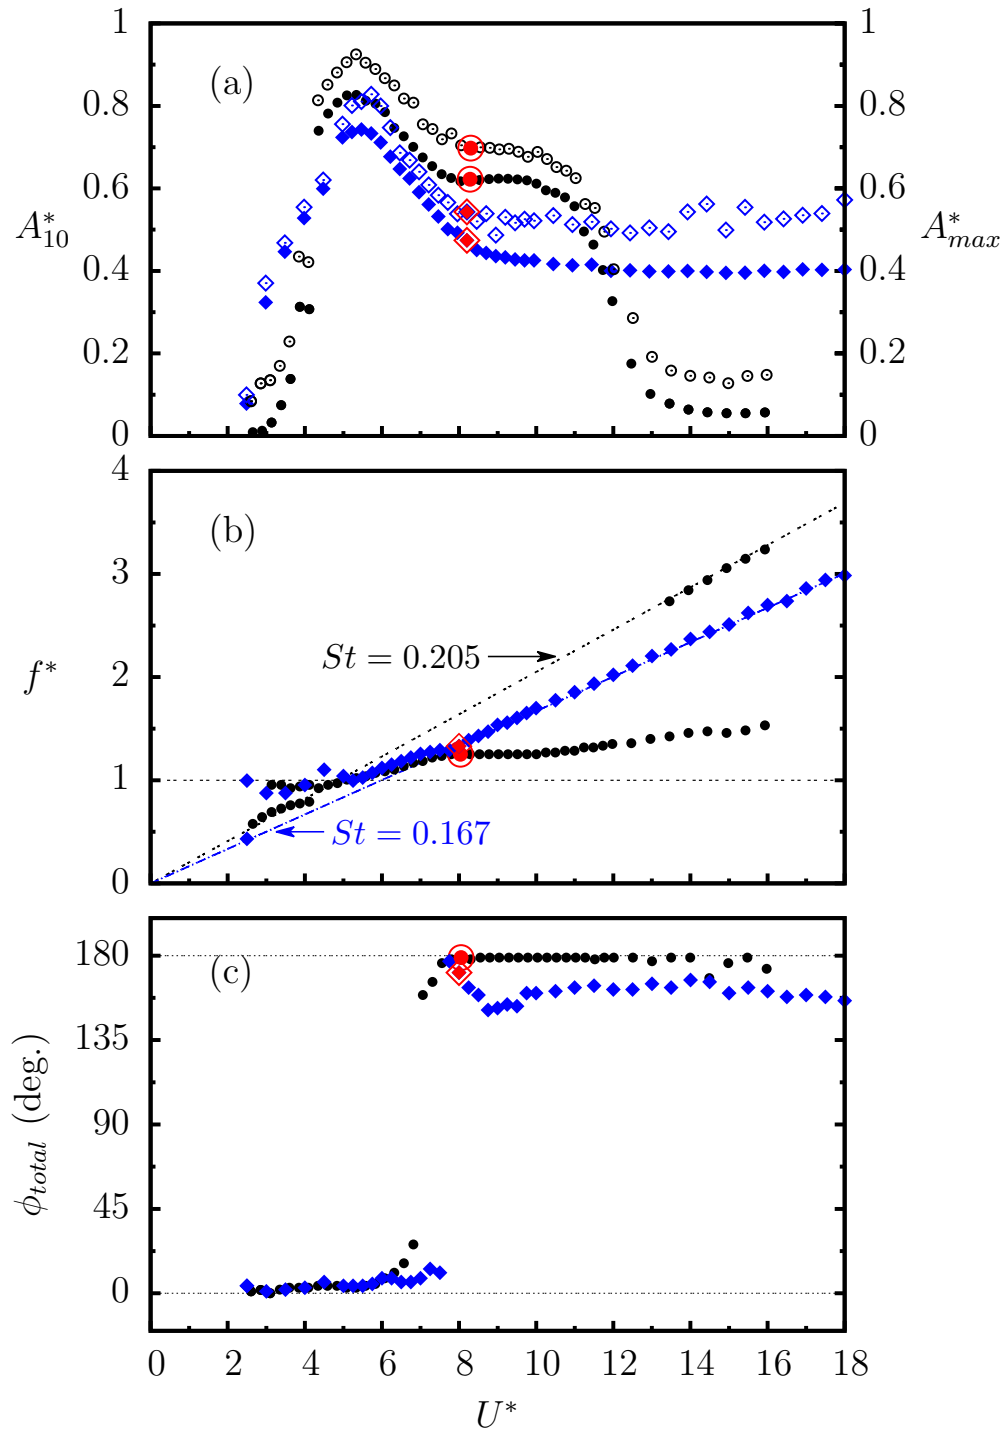 1 1
(a)
0.8 0.8
0.6 0.6
A*10 A*max
0.4 0.4
0.2 0.2
0 0
4
(b)
3
St = 0.205
f*
2
1
St = 0.167
0
180
(c)
135
ϕtotal (deg.)
90
45
0
0 2 4 6 8 10 12 14 16 18
U*